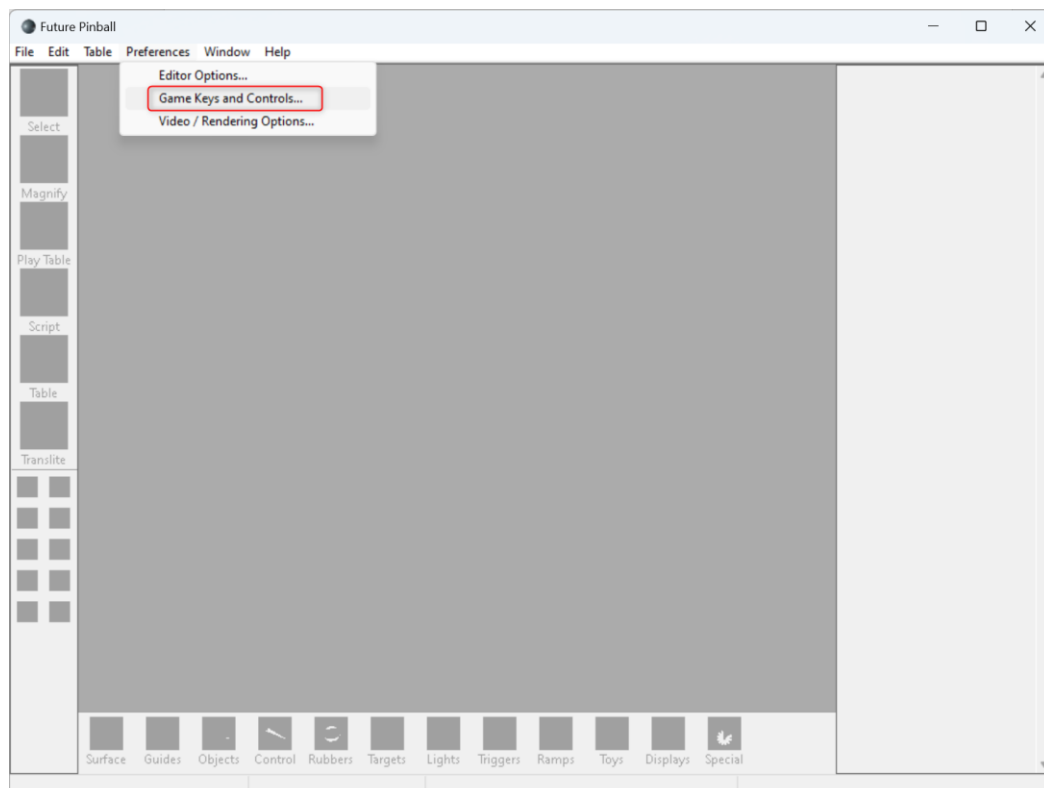 Future Pinball
File Edit Table Preferences Window Help
Editor Options...
Game Keys and Controls...
Video / Rendering Options...
Select
Magnify
Play Table
Script
Table
Translite
Surface Guides Objects Control Rubbers Targets Lights Triggers Ramps Toys Displays Special